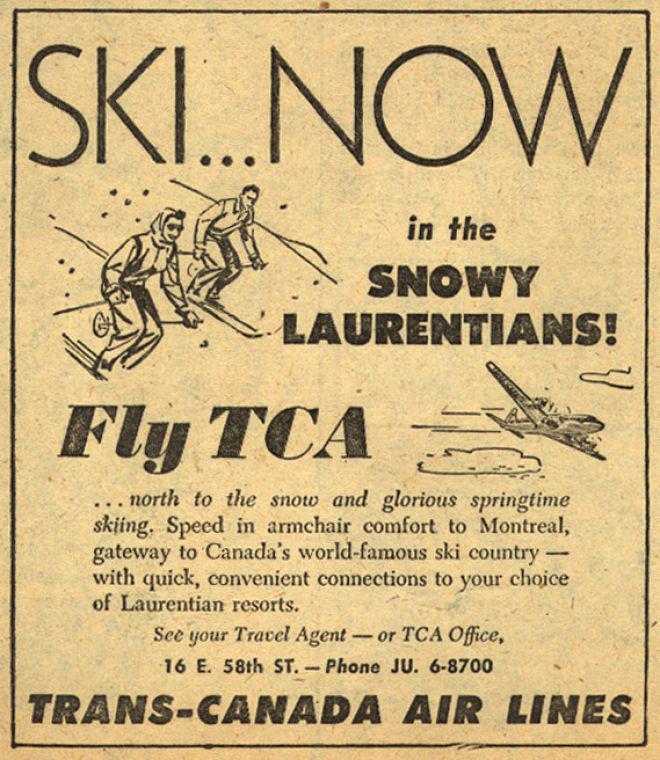 SKI...NOW
in the
SNOWY
LAURENTIANS!
Fly TCA
...north to the snow and glorious springtime
skiing. Speed in armchair comfort to Montreal,
gateway to Canada's world-famous ski country —
with quick, convenient connections to your choice
of Laurentian resorts.
See your Travel Agent — or TCA Office,
16 E. 58th ST. — Phone JU. 6-8700
TRANS-CANADA AIR LINES